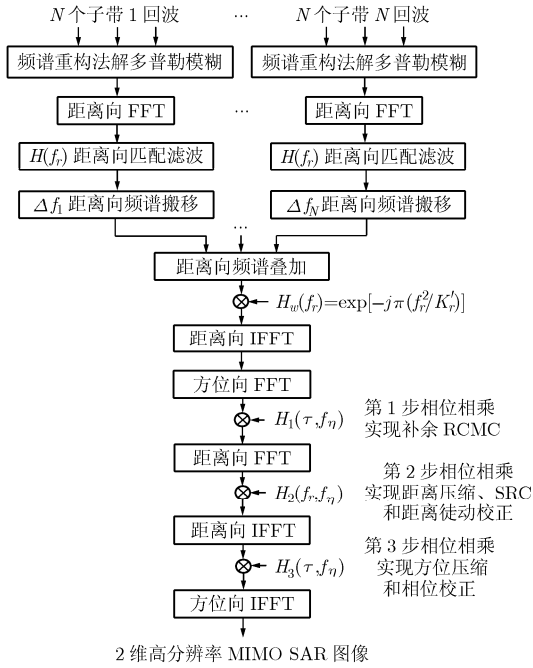 N 个子带 1 回波 ··· N 个子带 N 回波
频谱重构法解多普勒模糊 频谱重构法解多普勒模糊
距离向 FFT ··· 距离向 FFT
H(f_r) 距离向匹配滤波 H(f_r) 距离向匹配滤波
Δf_1 距离向频谱搬移 Δf_N 距离向频谱搬移
···
距离向频谱叠加
H_w(f_r)=exp[−jπ(f_r^2/K_r′)]
距离向 IFFT
方位向 FFT
H_1(τ,f_η)
第 1 步相位相乘
实现补余 RCMC
距离向 FFT
H_2(f_r,f_η)
第 2 步相位相乘
实现距离压缩、SRC
和距离徒动校正
距离向 IFFT
H_3(τ,f_η)
第 3 步相位相乘
实现方位压缩
和相位校正
方位向 IFFT
2 维高分辨率 MIMO SAR 图像